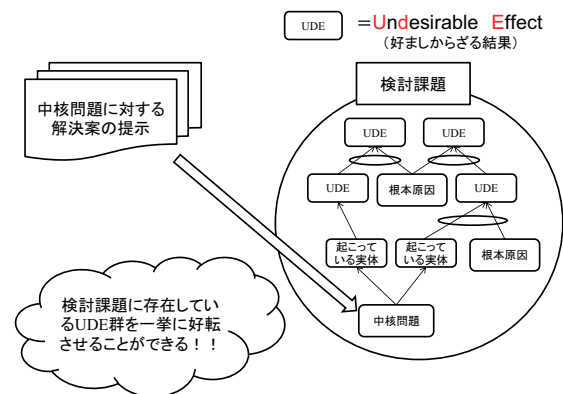 UDE =Undesirable Effect
(好ましからざる結果)
検討課題
中核問題に対する
解決案の提示
UDE UDE
UDE 根本原因 UDE
起こって
いる実体
起こって
いる実体
根本原因
中核問題
検討課題に存在してい
るUDE群を一挙に好転
させることができる!!